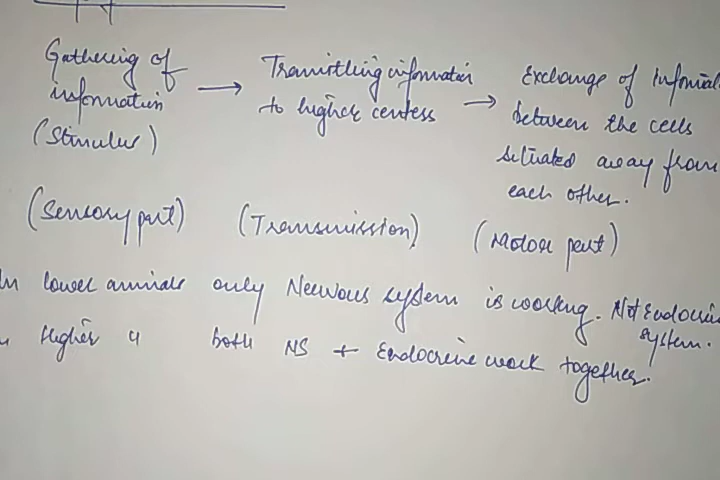 Gathering of
information
(Stimulus)
→ Transmitting information
to higher centers
→ Exchange of
between the cells
situated away from
each other.
(Sensory part) (Transmission) (Motor part)
In lower animals only Nervous system is working. Not Endocrine
system.
Higher " both NS + Endocrine work together.